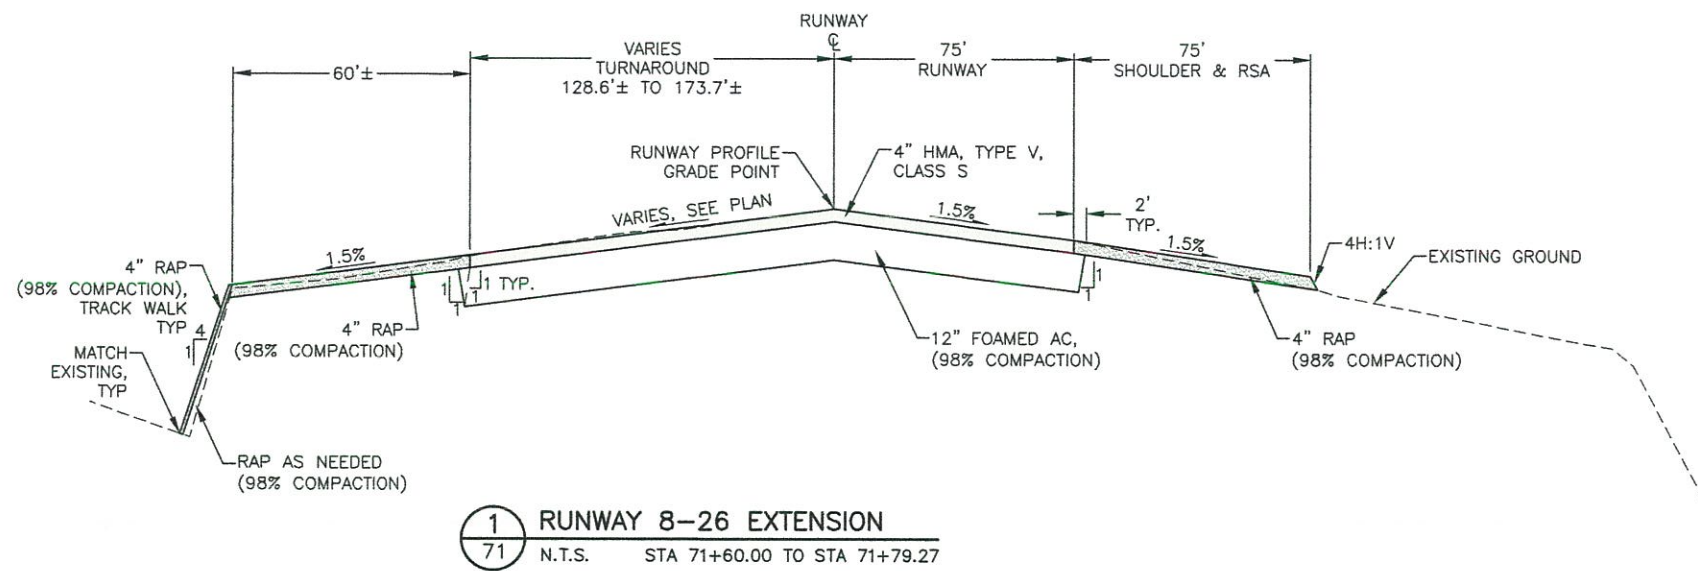 RUNWAY
℄
60'±
VARIES
TURNAROUND
128.6'± TO 173.7'±
75'
RUNWAY
75'
SHOULDER & RSA
RUNWAY PROFILE
GRADE POINT
4" HMA, TYPE V,
CLASS S
VARIES, SEE PLAN
1.5%
2'
TYP.
1.5%
1.5%
4H:1V
EXISTING GROUND
4" RAP
(98% COMPACTION),
TRACK WALK
TYP
4
1
1
1
1
1 TYP.
1
1
4" RAP
(98% COMPACTION)
12" FOAMED AC,
(98% COMPACTION)
4" RAP
(98% COMPACTION)
MATCH
EXISTING,
TYP
RAP AS NEEDED
(98% COMPACTION)
1
71
RUNWAY 8-26 EXTENSION
N.T.S. STA 71+60.00 TO STA 71+79.27